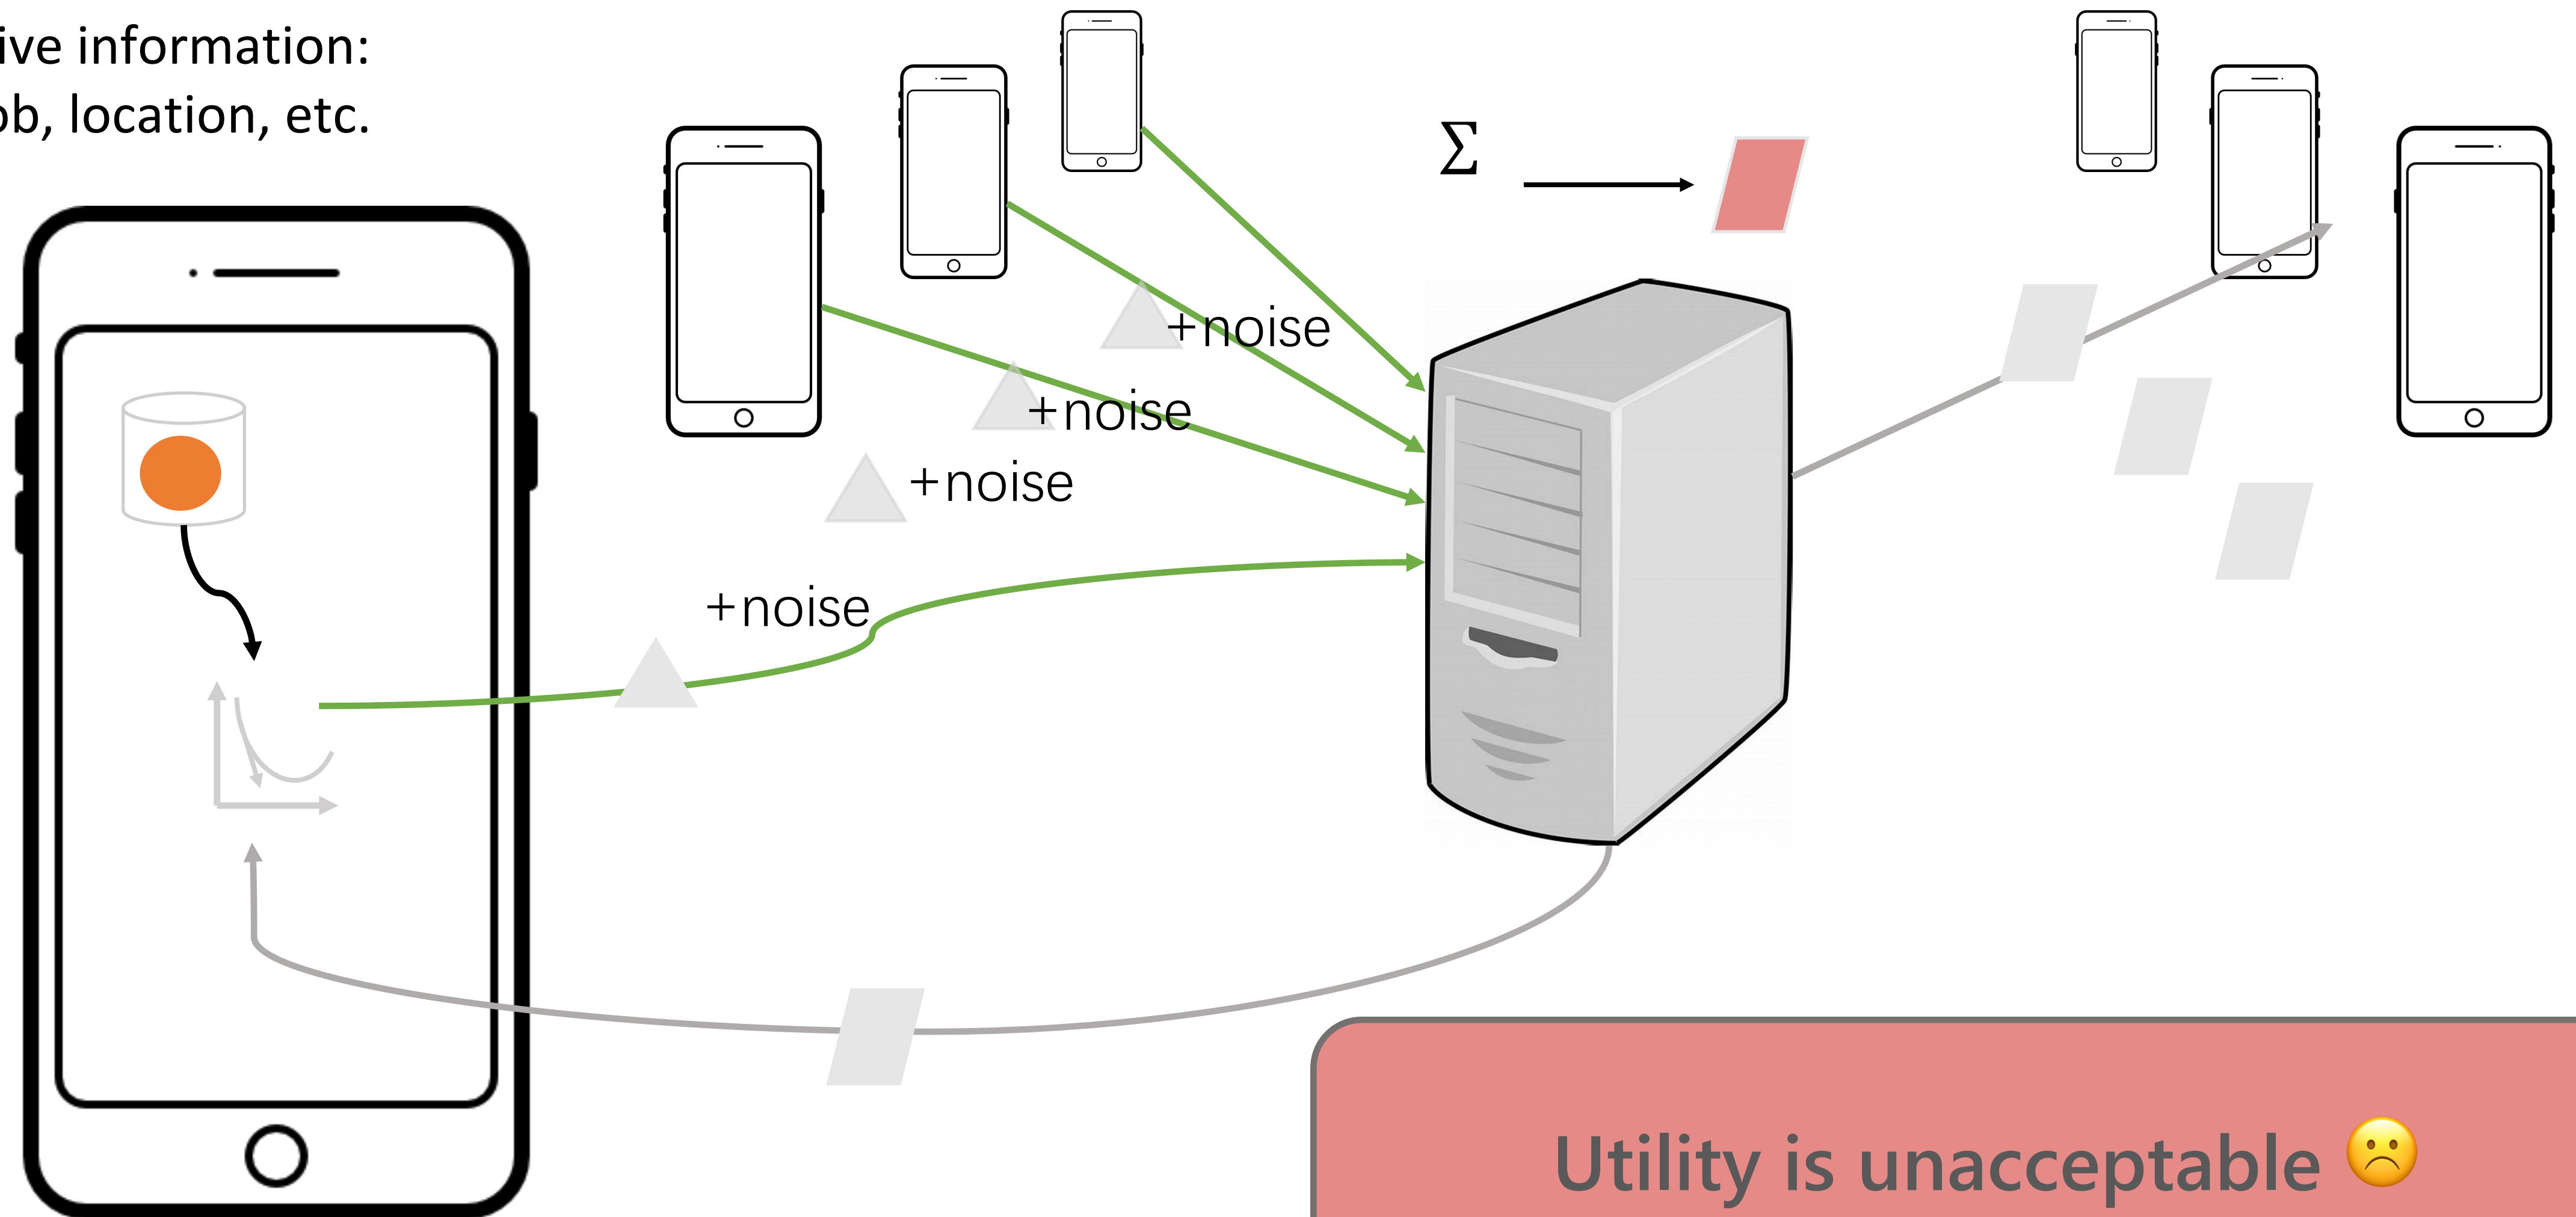 ive information:
ob, location, etc.
Σ
+noise
+noise
+noise
+noise
Utility is unacceptable ☹